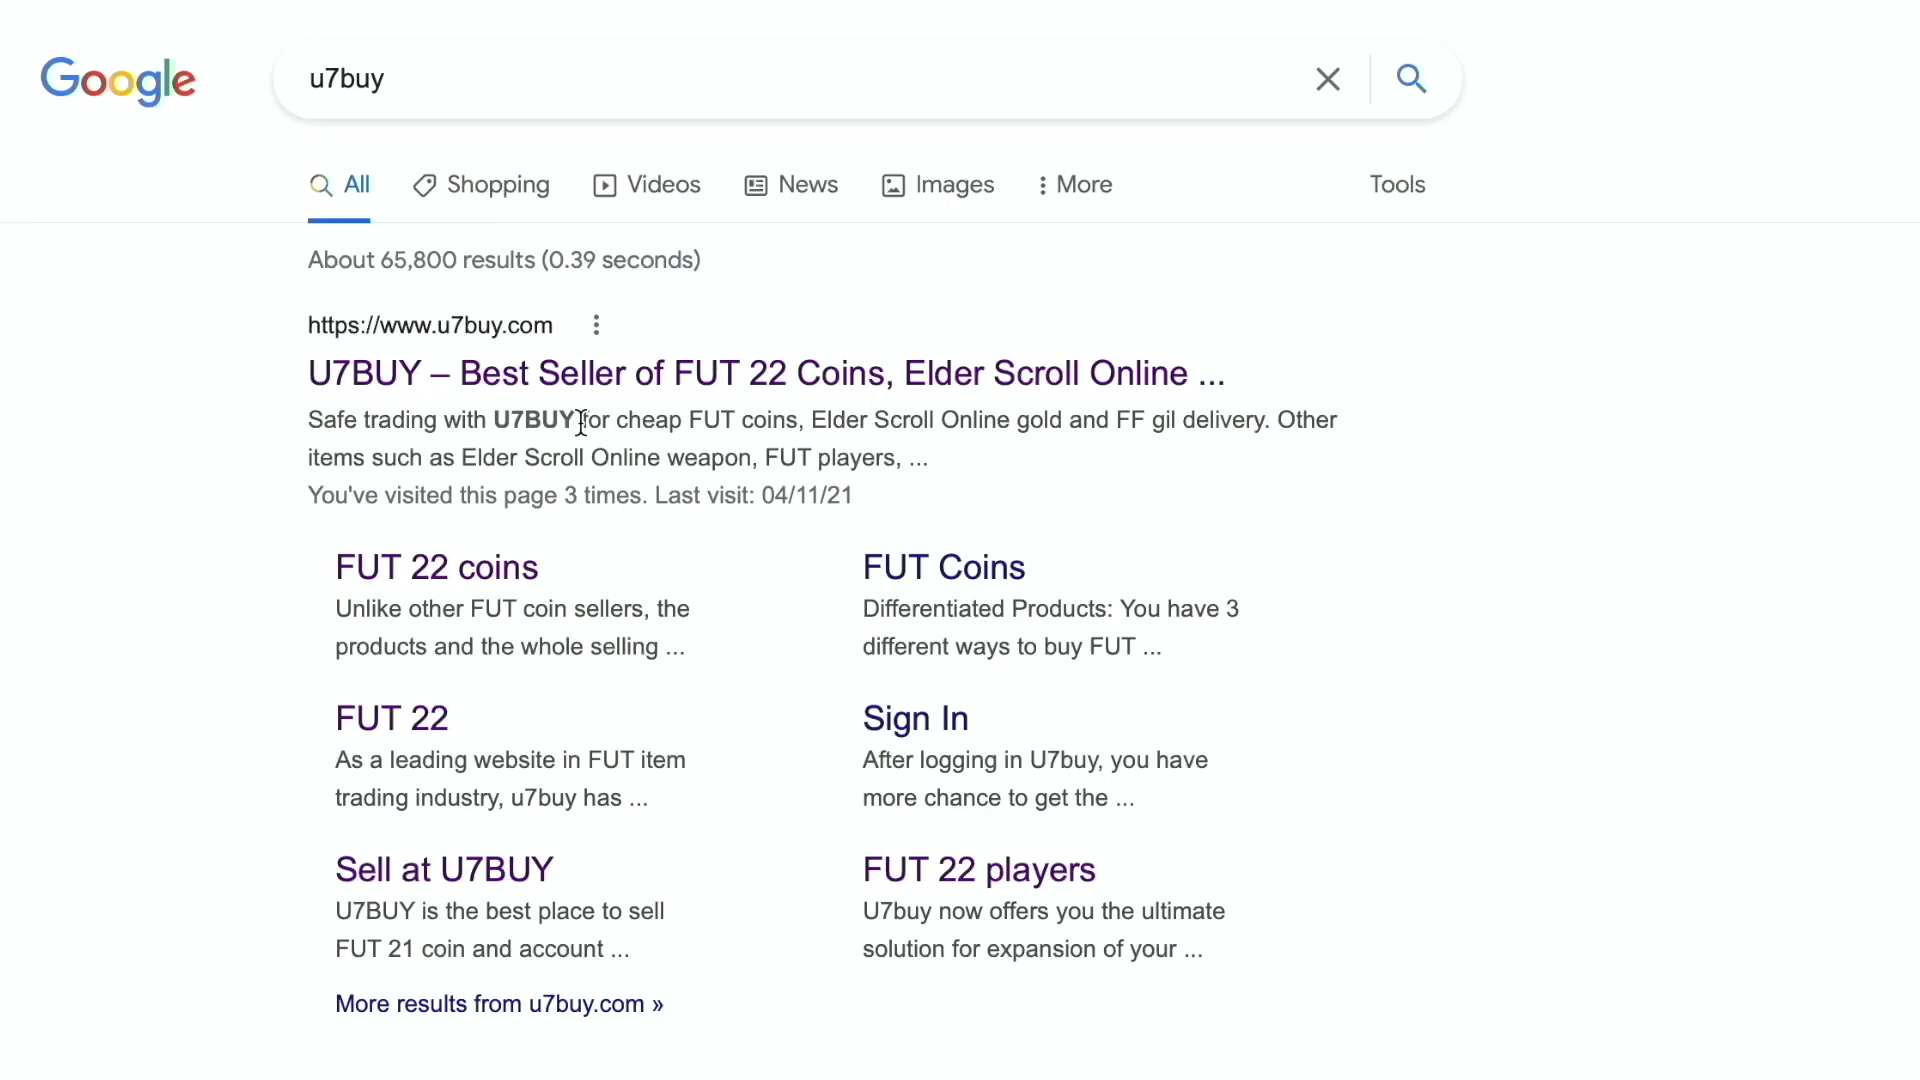 Google
u7buy
All Shopping Videos News Images More Tools
About 65,800 results (0.39 seconds)
https://www.u7buy.com
U7BUY – Best Seller of FUT 22 Coins, Elder Scroll Online ...
Safe trading with U7BUY for cheap FUT coins, Elder Scroll Online gold and FF gil delivery. Other
items such as Elder Scroll Online weapon, FUT players, ...
You've visited this page 3 times. Last visit: 04/11/21
FUT 22 coins
Unlike other FUT coin sellers, the
products and the whole selling ...
FUT Coins
Differentiated Products: You have 3
different ways to buy FUT ...
FUT 22
As a leading website in FUT item
trading industry, u7buy has ...
Sign In
After logging in U7buy, you have
more chance to get the ...
Sell at U7BUY
U7BUY is the best place to sell
FUT 21 coin and account ...
FUT 22 players
U7buy now offers you the ultimate
solution for expansion of your ...
More results from u7buy.com »